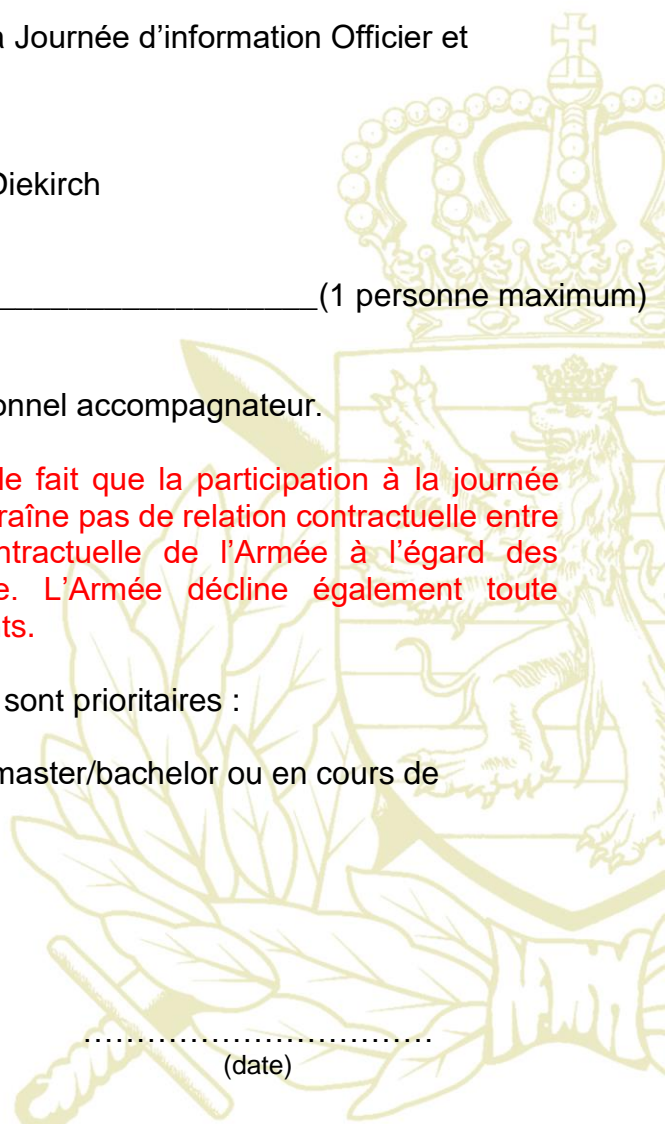 a Journée d’information Officier et
Diekirch
____________________(1 personne maximum)
onnel accompagnateur.
le fait que la participation à la journée
raîne pas de relation contractuelle entre
ntractuelle de l’Armée à l’égard des
e. L’Armée décline également toute
ts.
sont prioritaires :
master/bachelor ou en cours de
……………………………
(date)